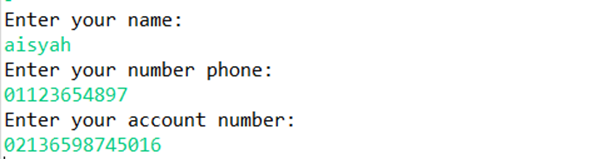 Enter your name:
aisyah
Enter your number phone:
01123654897
Enter your account number:
02136598745016